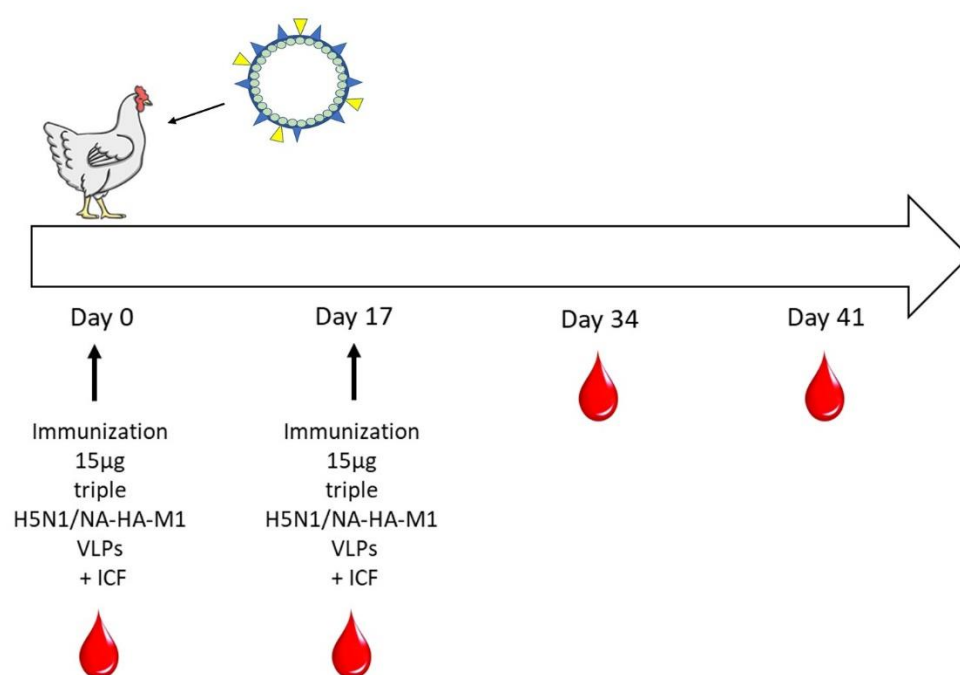 Day 0
Day 17
Day 34
Day 41
Immunization
15µg
triple
H5N1/NA-HA-M1
VLPs
+ ICF
Immunization
15µg
triple
H5N1/NA-HA-M1
VLPs
+ ICF